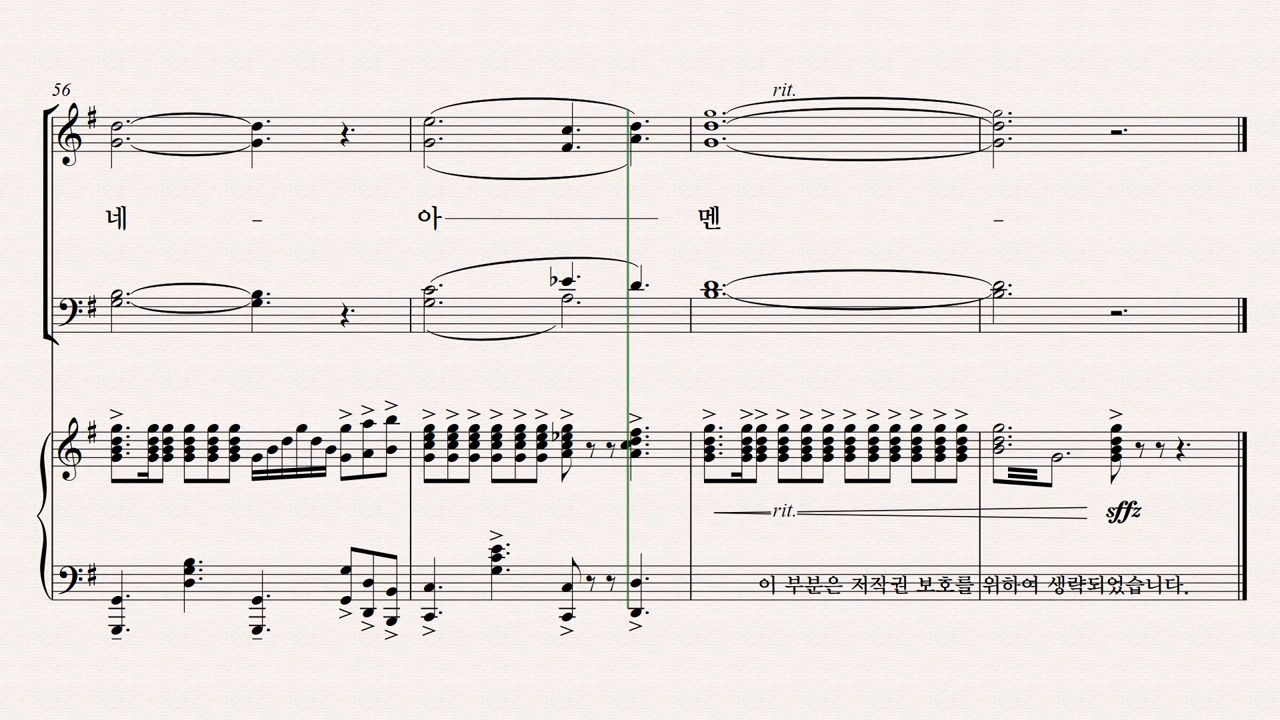 56
rit.
네 – 아 멘 –
rit. sffz
이 부분은 저작권 보호를 위하여 생략되었습니다.